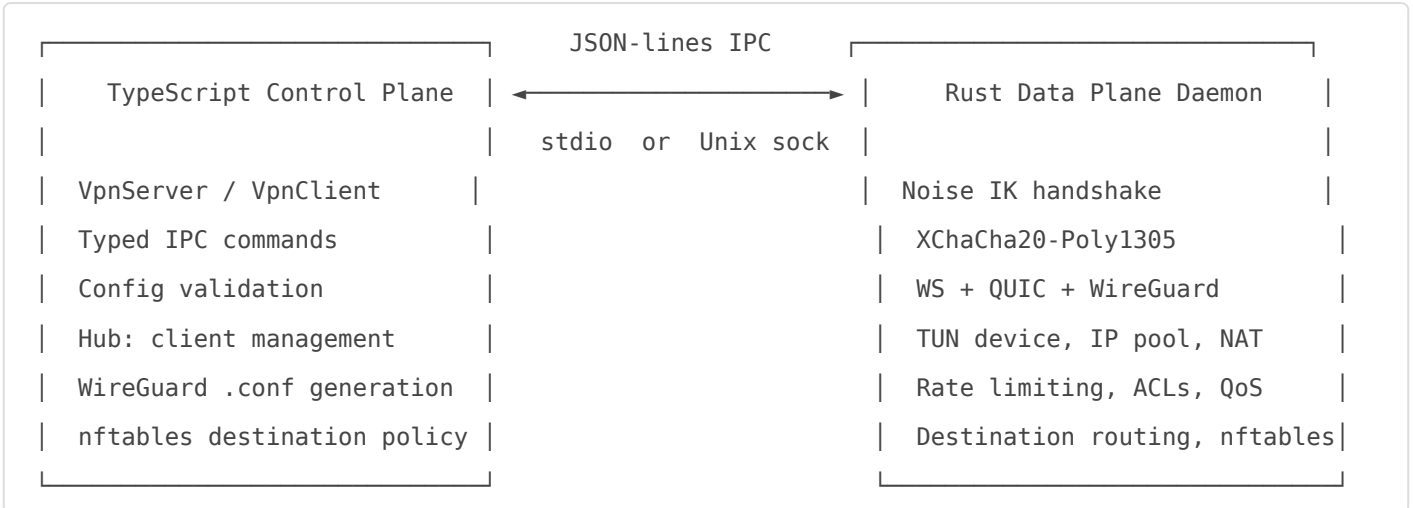 JSON-lines IPC
TypeScript Control Plane Rust Data Plane Daemon
stdio or Unix sock
VpnServer / VpnClient Noise IK handshake
Typed IPC commands XChaCha20-Poly1305
Config validation WS + QUIC + WireGuard
Hub: client management TUN device, IP pool, NAT
WireGuard .conf generation Rate limiting, ACLs, QoS
nftables destination policy Destination routing, nftables